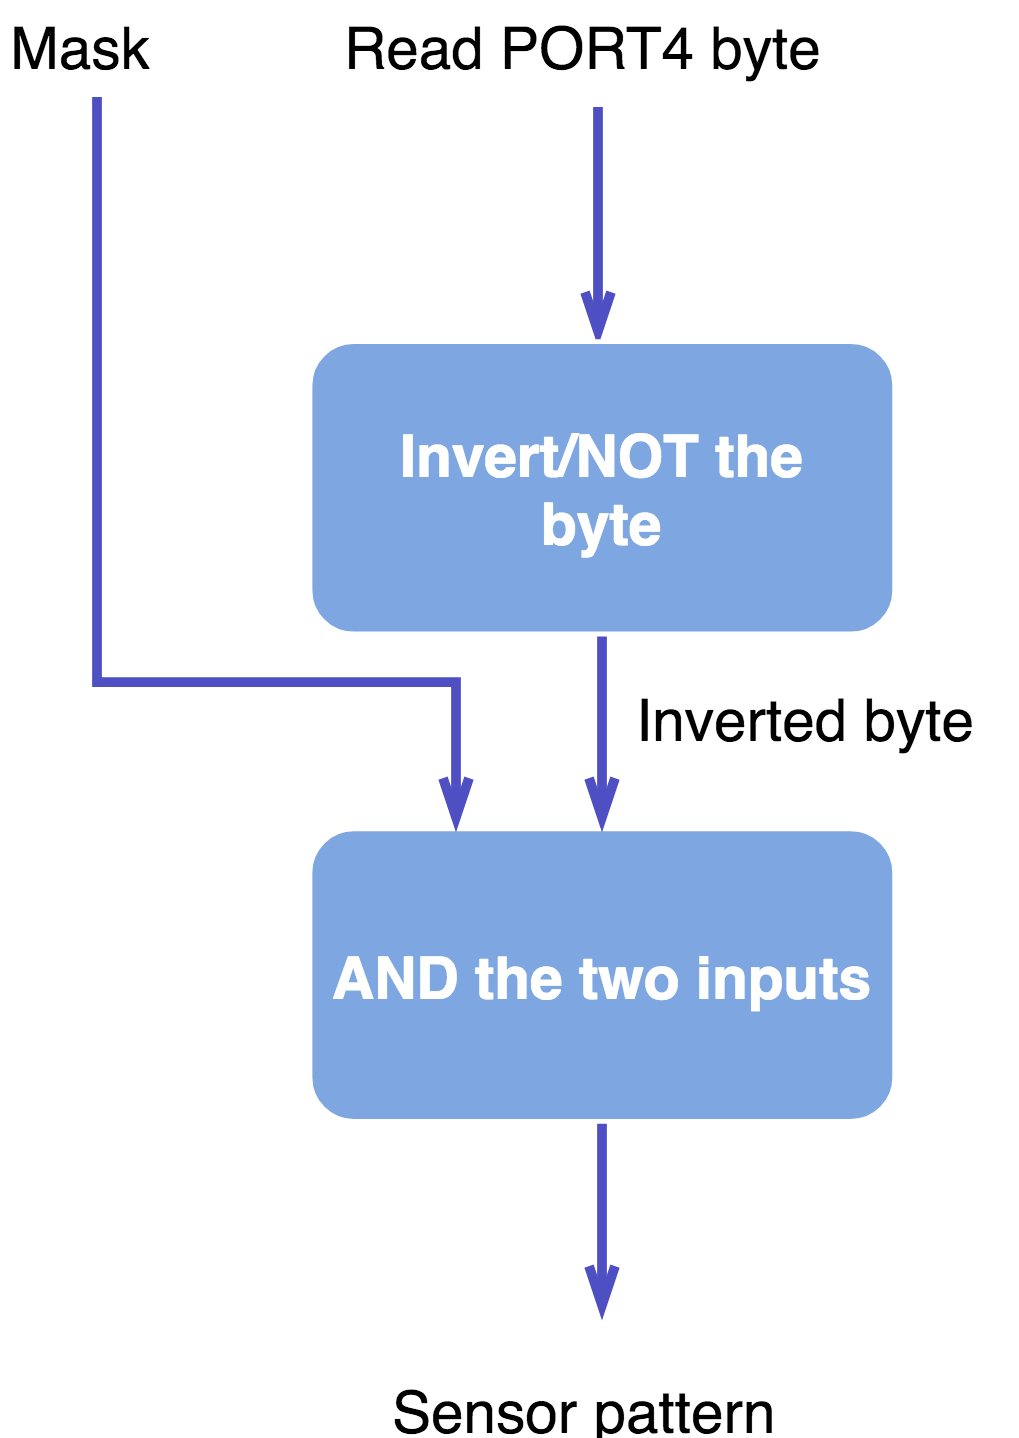 Mask
Read PORT4 byte
Invert/NOT the
byte
Inverted byte
AND the two inputs
Sensor pattern